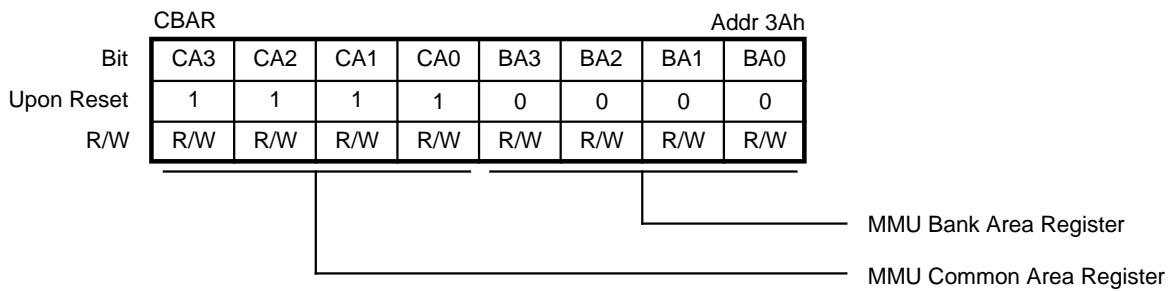 CBAR Addr 3Ah
Bit CA3 CA2 CA1 CA0 BA3 BA2 BA1 BA0
Upon Reset 1 1 1 1 0 0 0 0
R/W R/W R/W R/W R/W R/W R/W R/W R/W
MMU Bank Area Register
MMU Common Area Register